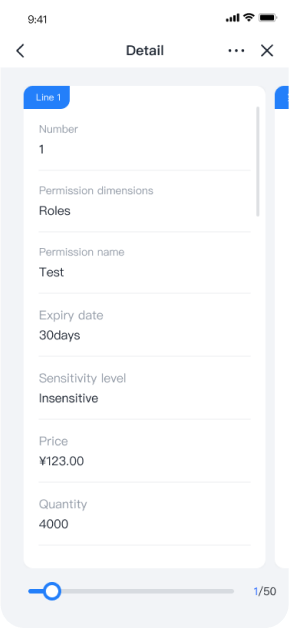 9:41
Detail
Line 1
Number
1
Permission dimensions
Roles
Permission name
Test
Expiry date
30days
Sensitivity level
Insensitive
Price
¥123.00
Quantity
4000
1/50